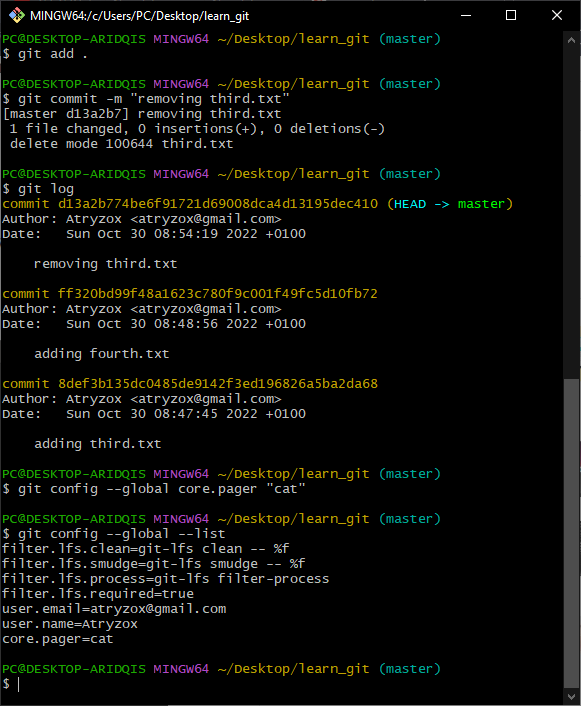 MINGW64:/c/Users/PC/Desktop/learn_git
PC@DESKTOP-ARIDQIS MINGW64 ~/Desktop/learn_git (master)
$ git add .
PC@DESKTOP-ARIDQIS MINGW64 ~/Desktop/learn_git (master)
$ git commit -m "removing third.txt"
[master d13a2b7] removing third.txt
1 file changed, 0 insertions(+), 0 deletions(-)
delete mode 100644 third.txt
PC@DESKTOP-ARIDQIS MINGW64 ~/Desktop/learn_git (master)
$ git log
commit d13a2b774be6f91721d69008dca4d13195dec410 (HEAD -> master)
Author: Atryzox <atryzox@gmail.com>
Date:   Sun Oct 30 08:54:19 2022 +0100
removing third.txt
commit ff320bd99f48a1623c780f9c001f49fc5d10fb72
Author: Atryzox <atryzox@gmail.com>
Date:   Sun Oct 30 08:48:56 2022 +0100
adding fourth.txt
commit 8def3b135dc0485de9142f3ed196826a5ba2da68
Author: Atryzox <atryzox@gmail.com>
Date:   Sun Oct 30 08:47:45 2022 +0100
adding third.txt
PC@DESKTOP-ARIDQIS MINGW64 ~/Desktop/learn_git (master)
$ git config --global core.pager "cat"
PC@DESKTOP-ARIDQIS MINGW64 ~/Desktop/learn_git (master)
$ git config --global --list
filter.lfs.clean=git-lfs clean -- %f
filter.lfs.smudge=git-lfs smudge -- %f
filter.lfs.process=git-lfs filter-process
filter.lfs.required=true
user.email=atryzox@gmail.com
user.name=Atryzox
core.pager=cat
PC@DESKTOP-ARIDQIS MINGW64 ~/Desktop/learn_git (master)
$